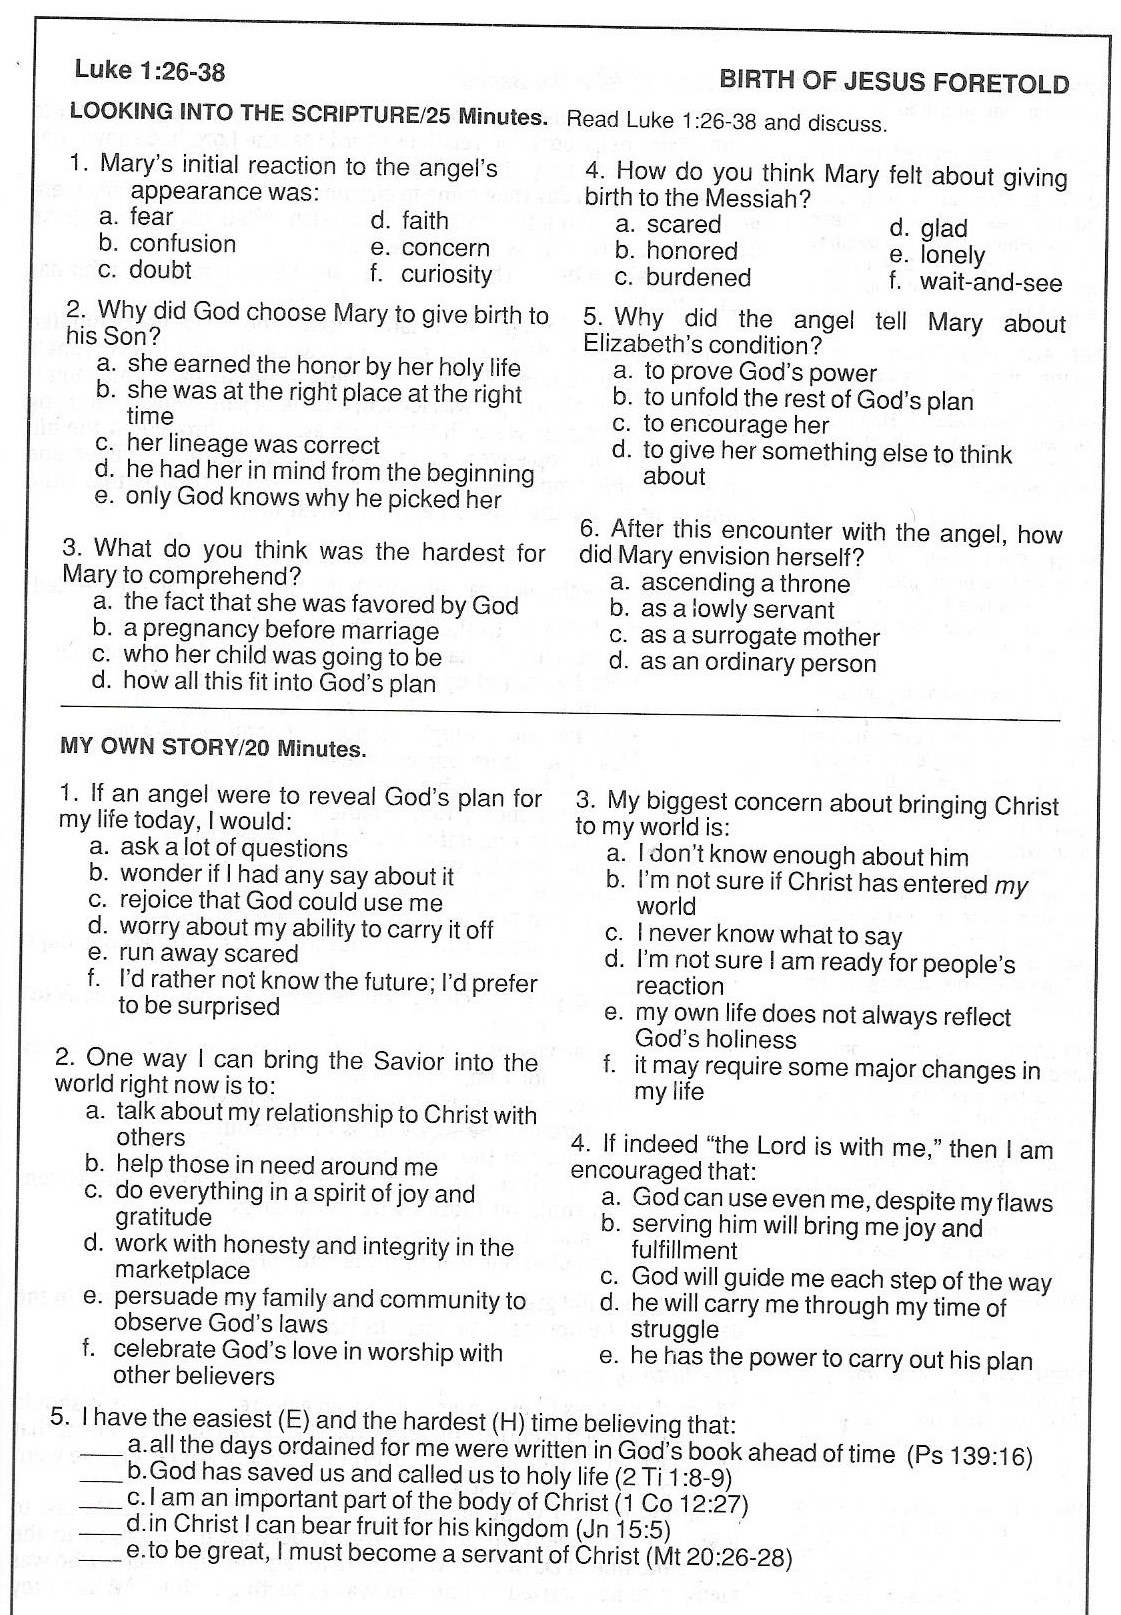 Luke 1:26-38
BIRTH OF JESUS FORETOLD
LOOKING INTO THE SCRIPTURE/25 Minutes. Read Luke 1:26-38 and discuss.
1. Mary's initial reaction to the angel's
appearance was:
a. fear d. faith
b. confusion e. concern
c. doubt f. curiosity
2. Why did God choose Mary to give birth to
his Son?
a. she earned the honor by her holy life
b. she was at the right place at the right
time
c. her lineage was correct
d. he had her in mind from the beginning
e. only God knows why he picked her
3. What do you think was the hardest for
Mary to comprehend?
a. the fact that she was favored by God
b. a pregnancy before marriage
c. who her child was going to be
d. how all this fit into God's plan
4. How do you think Mary felt about giving
birth to the Messiah?
a. scared d. glad
b. honored e. lonely
c. burdened f. wait-and-see
5. Why did the angel tell Mary about
Elizabeth's condition?
a. to prove God's power
b. to unfold the rest of God's plan
c. to encourage her
d. to give her something else to think
about
6. After this encounter with the angel, how
did Mary envision herself?
a. ascending a throne
b. as a lowly servant
c. as a surrogate mother
d. as an ordinary person
MY OWN STORY/20 Minutes.
1. If an angel were to reveal God's plan for
my life today, I would:
a. ask a lot of questions
b. wonder if I had any say about it
c. rejoice that God could use me
d. worry about my ability to carry it off
e. run away scared
f. I'd rather not know the future; I'd prefer
to be surprised
2. One way I can bring the Savior into the
world right now is to:
a. talk about my relationship to Christ with
others
b. help those in need around me
c. do everything in a spirit of joy and
gratitude
d. work with honesty and integrity in the
marketplace
e. persuade my family and community to
observe God's laws
f. celebrate God's love in worship with
other believers
3. My biggest concern about bringing Christ
to my world is:
a. I don't know enough about him
b. I'm not sure if Christ has entered my
world
c. I never know what to say
d. I'm not sure I am ready for people's
reaction
e. my own life does not always reflect
God's holiness
f. it may require some major changes in
my life
4. If indeed "the Lord is with me," then I am
encouraged that:
a. God can use even me, despite my flaws
b. serving him will bring me joy and
fulfillment
c. God will guide me each step of the way
d. he will carry me through my time of
struggle
e. he has the power to carry out his plan
5. I have the easiest (E) and the hardest (H) time believing that:
___ a.all the days ordained for me were written in God's book ahead of time (Ps 139:16)
___ b.God has saved us and called us to holy life (2 Ti 1:8-9)
___ c.I am an important part of the body of Christ (1 Co 12:27)
___ d.in Christ I can bear fruit for his kingdom (Jn 15:5)
___ e.to be great, I must become a servant of Christ (Mt 20:26-28)